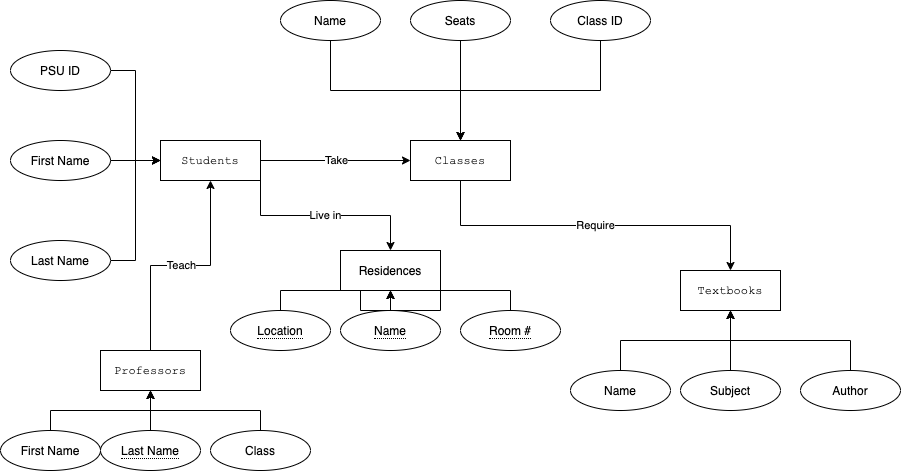 Name
Seats
Class ID
PSU ID
First Name
Students
Take
Classes
Live in
Require
Last Name
Teach
Residences
Textbooks
Location
Name
Room #
Professors
Name
Subject
Author
First Name
Last Name
Class